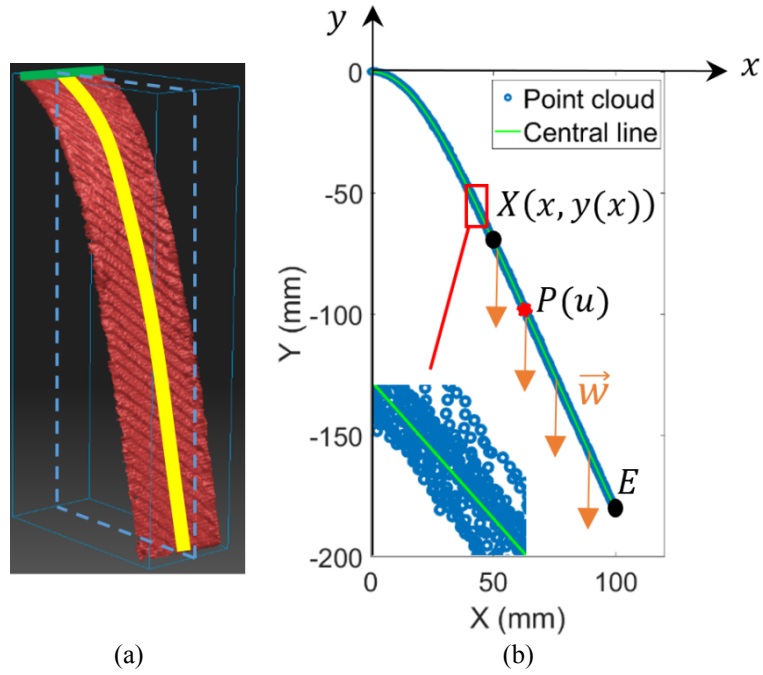 y
x
0
Point cloud
Central line
-50
X(x, y(x))
-100
P(u)
Y (mm)
w⃗
-150
E
-200
0
50
100
X (mm)
(a)
(b)